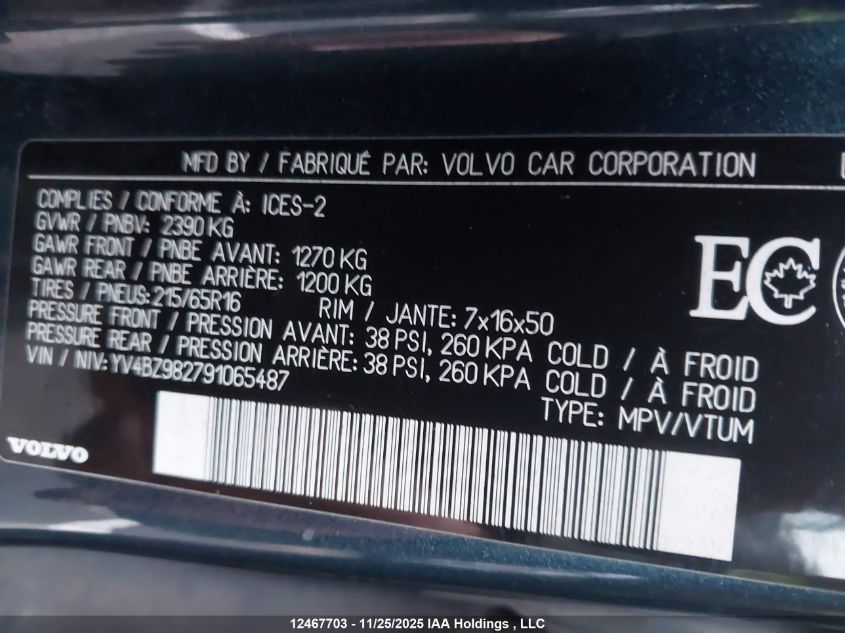 MFD BY / FABRIQUÉ PAR: VOLVO CAR CORPORATION
COMPLIES / CONFORME À: ICES-2
GVWR / PNBV: 2390 KG
GAWR FRONT / PNBE AVANT: 1270 KG
GAWR REAR / PNBE ARRIÈRE: 1200 KG
TIRES / PNEUS: 215/65R16 RIM / JANTE: 7x16x50
PRESSURE FRONT / PRESSION AVANT: 38 PSI, 260 KPA COLD / À FROID
PRESSURE REAR / PRESSION ARRIÈRE: 38 PSI, 260 KPA COLD / À FROID
VIN / NIV: YV4BZ982791065487
TYPE: MPV/VTUM
EC
VOLVO
12467703 - 11/25/2025 IAA Holdings , LLC